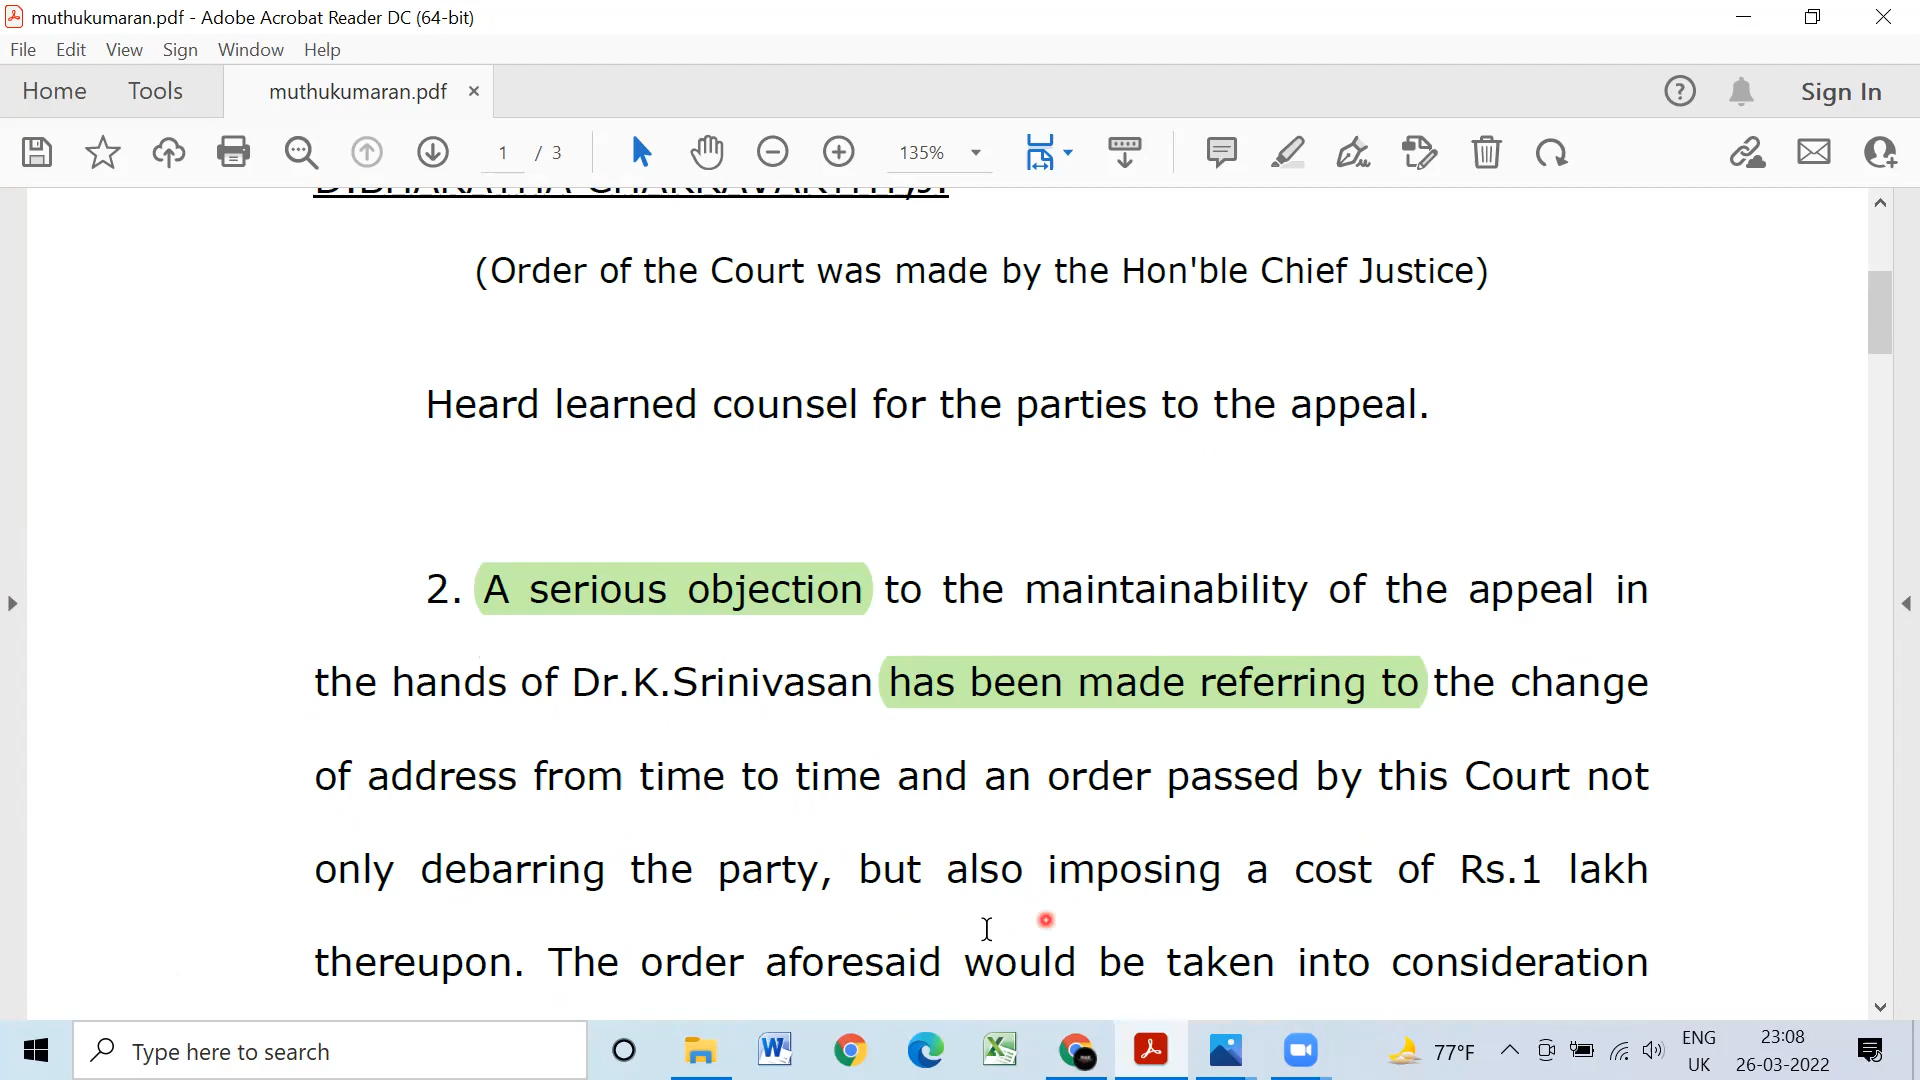 muthukumaran.pdf - Adobe Acrobat Reader DC (64-bit)
File Edit View Sign Window Help
Home Tools muthukumaran.pdf × Sign In
1 / 3 135%
(Order of the Court was made by the Hon'ble Chief Justice)
Heard learned counsel for the parties to the appeal.
2. A serious objection to the maintainability of the appeal in
the hands of Dr.K.Srinivasan has been made referring to the change
of address from time to time and an order passed by this Court not
only debarring the party, but also imposing a cost of Rs.1 lakh
thereupon. The order aforesaid would be taken into consideration
Type here to search
77°F
ENG
UK
23:08
26-03-2022